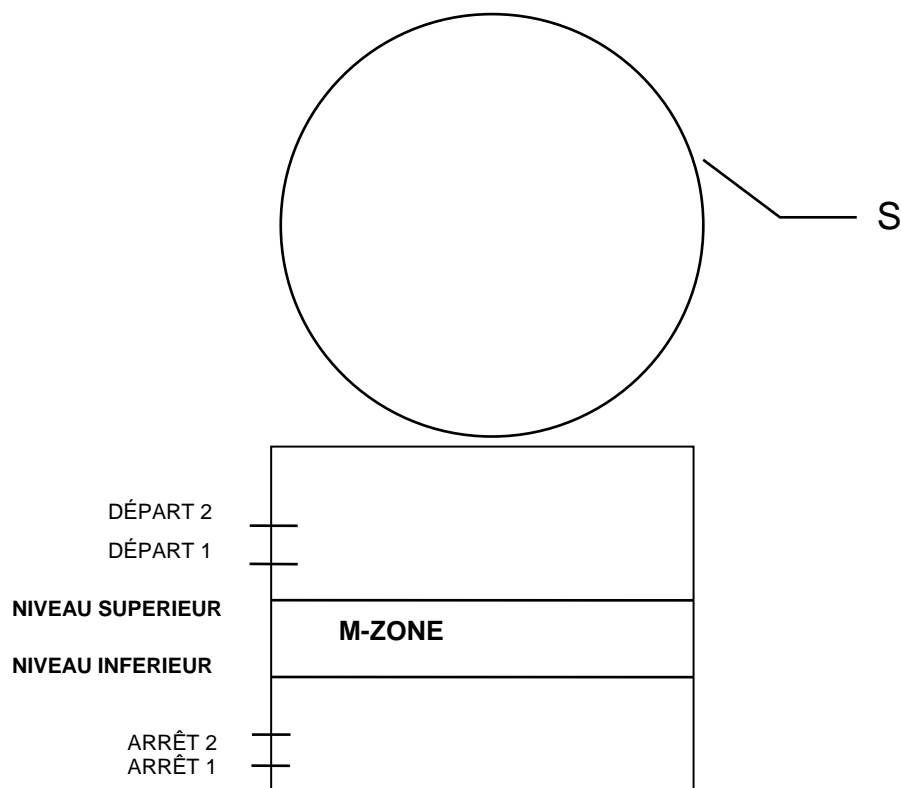 S
DÉPART 2
DÉPART 1
NIVEAU SUPERIEUR
M-ZONE
NIVEAU INFERIEUR
ARRÊT 2
ARRÊT 1